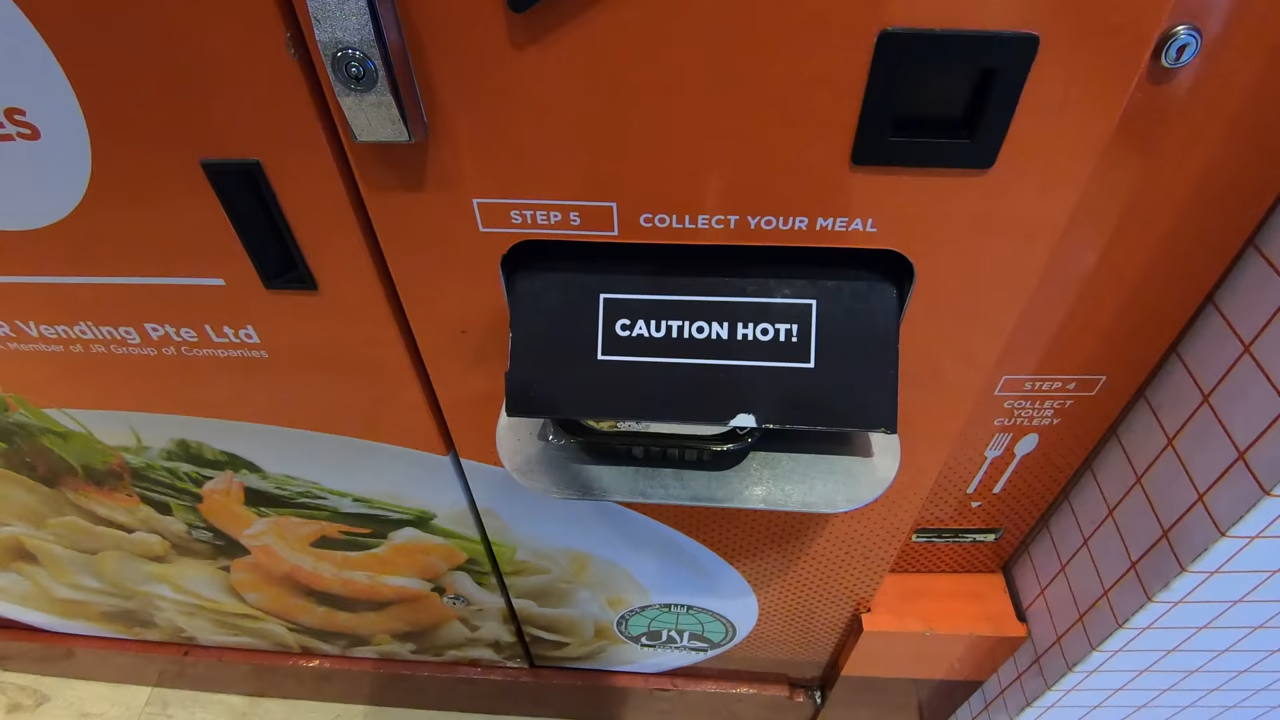 ES
STEP 5
COLLECT YOUR MEAL
CAUTION HOT!
R Vending Pte Ltd
A Member of JR Group of Companies
STEP 4
COLLECT
YOUR
CUTLERY
حلال